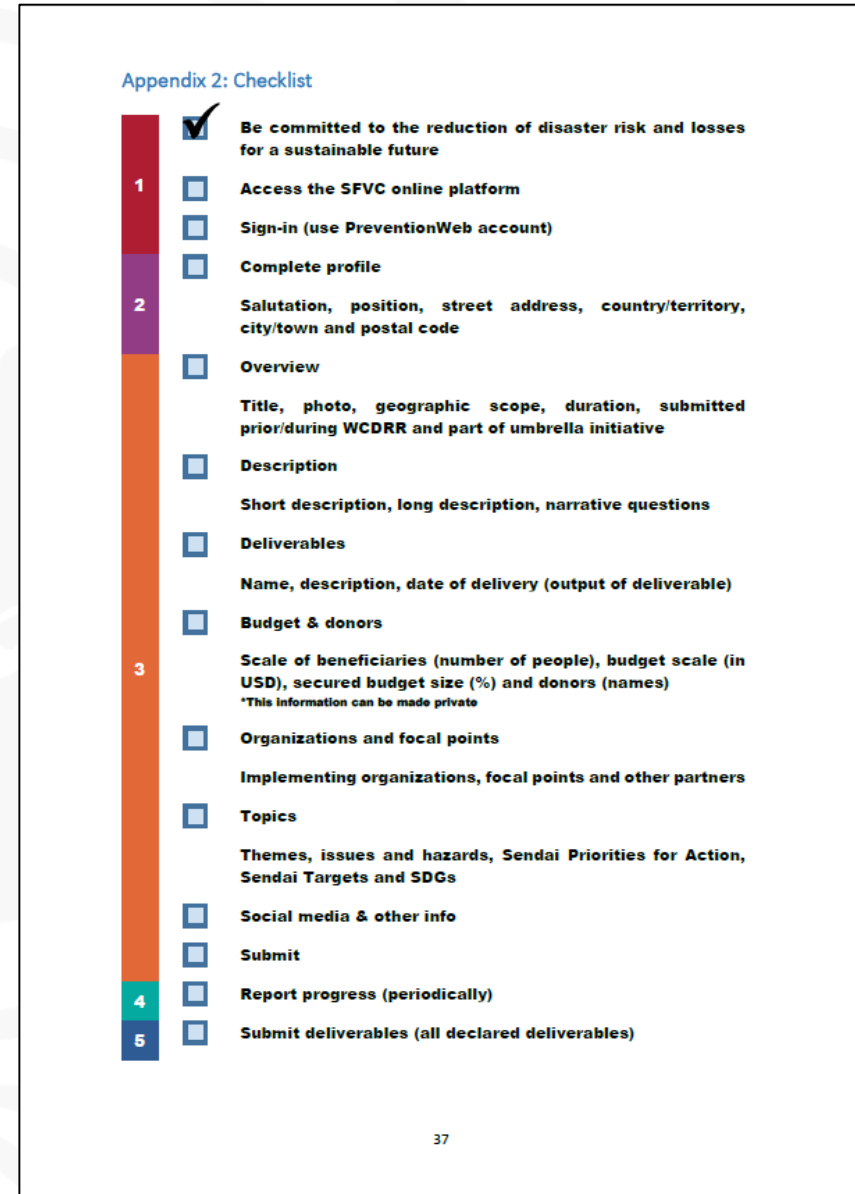 Appendix 2: Checklist
1
Be committed to the reduction of disaster risk and losses
for a sustainable future
Access the SFVC online platform
Sign-in (use PreventionWeb account)
2
Complete profile
Salutation, position, street address, country/territory,
city/town and postal code
3
Overview
Title, photo, geographic scope, duration, submitted
prior/during WCDRR and part of umbrella initiative
Description
Short description, long description, narrative questions
Deliverables
Name, description, date of delivery (output of deliverable)
Budget & donors
Scale of beneficiaries (number of people), budget scale (in
USD), secured budget size (%) and donors (names)
*This information can be made private
Organizations and focal points
Implementing organizations, focal points and other partners
Topics
Themes, issues and hazards, Sendai Priorities for Action,
Sendai Targets and SDGs
Social media & other info
Submit
4
Report progress (periodically)
5
Submit deliverables (all declared deliverables)
37